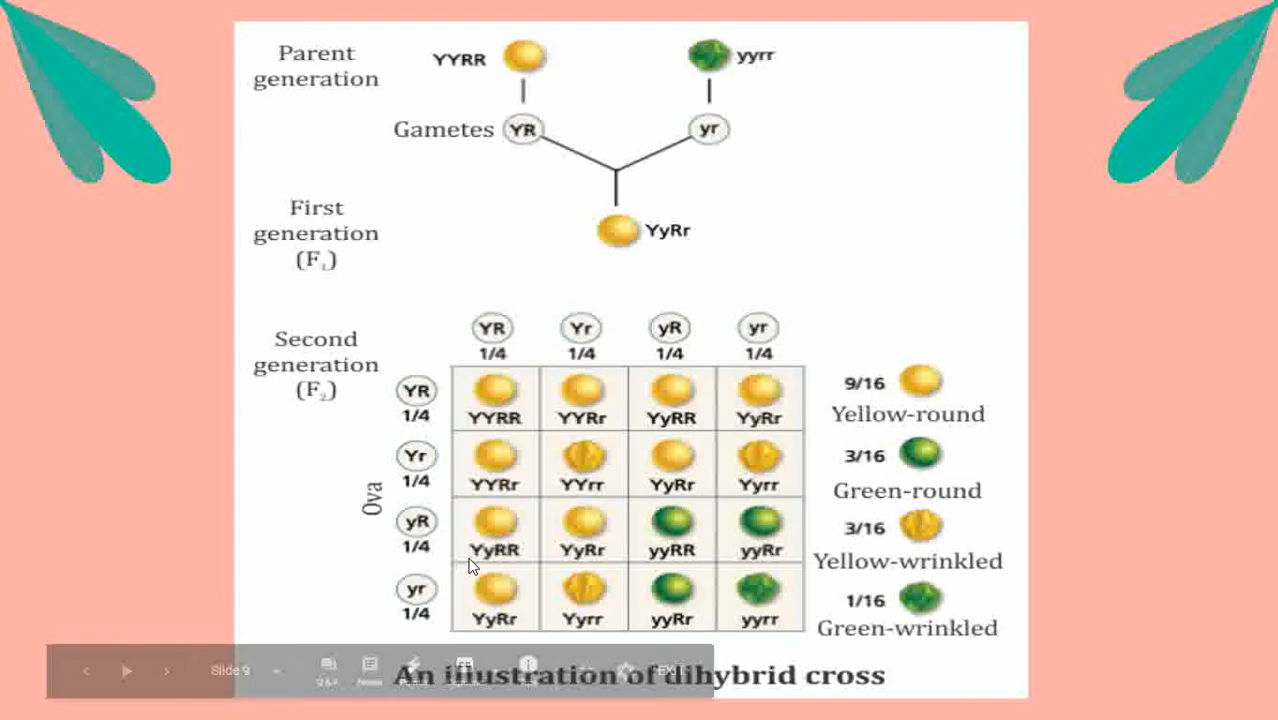 Parent
generation
YYRR
yyrr
Gametes
YR
yr
First
generation
(F₁)
YyRr
Second
generation
(F₂)
YR Yr yR yr
1/4 1/4 1/4 1/4
Ova
YR
1/4
YYRR YYRr YyRR YyRr
Yr
1/4
YYRr YYrr YyRr Yyrr
yR
1/4
YyRR YyRr yyRR yyRr
yr
1/4
YyRr Yyrr yyRr yyrr
9/16
Yellow-round
3/16
Green-round
3/16
Yellow-wrinkled
1/16
Green-wrinkled
Slide 9
Q&A Notes
An illustration of dihybrid cross